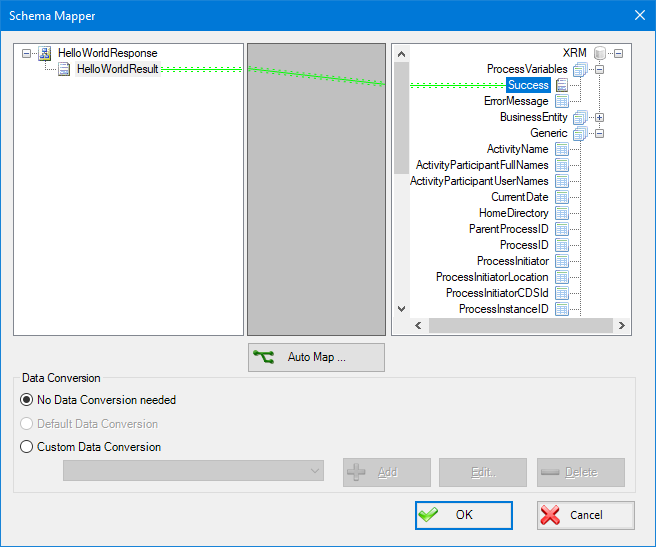 Schema Mapper
HelloWorldResponse
HelloWorldResult
XRM
ProcessVariables
Success
ErrorMessage
BusinessEntity
Generic
ActivityName
ActivityParticipantFullNames
ActivityParticipantUserNames
CurrentDate
HomeDirectory
ParentProcessID
ProcessID
ProcessInitiator
ProcessInitiatorLocation
ProcessInitiatorCDSId
ProcessInstanceID
Auto Map ...
Data Conversion
No Data Conversion needed
Default Data Conversion
Custom Data Conversion
Add
Edit..
Delete
OK
Cancel